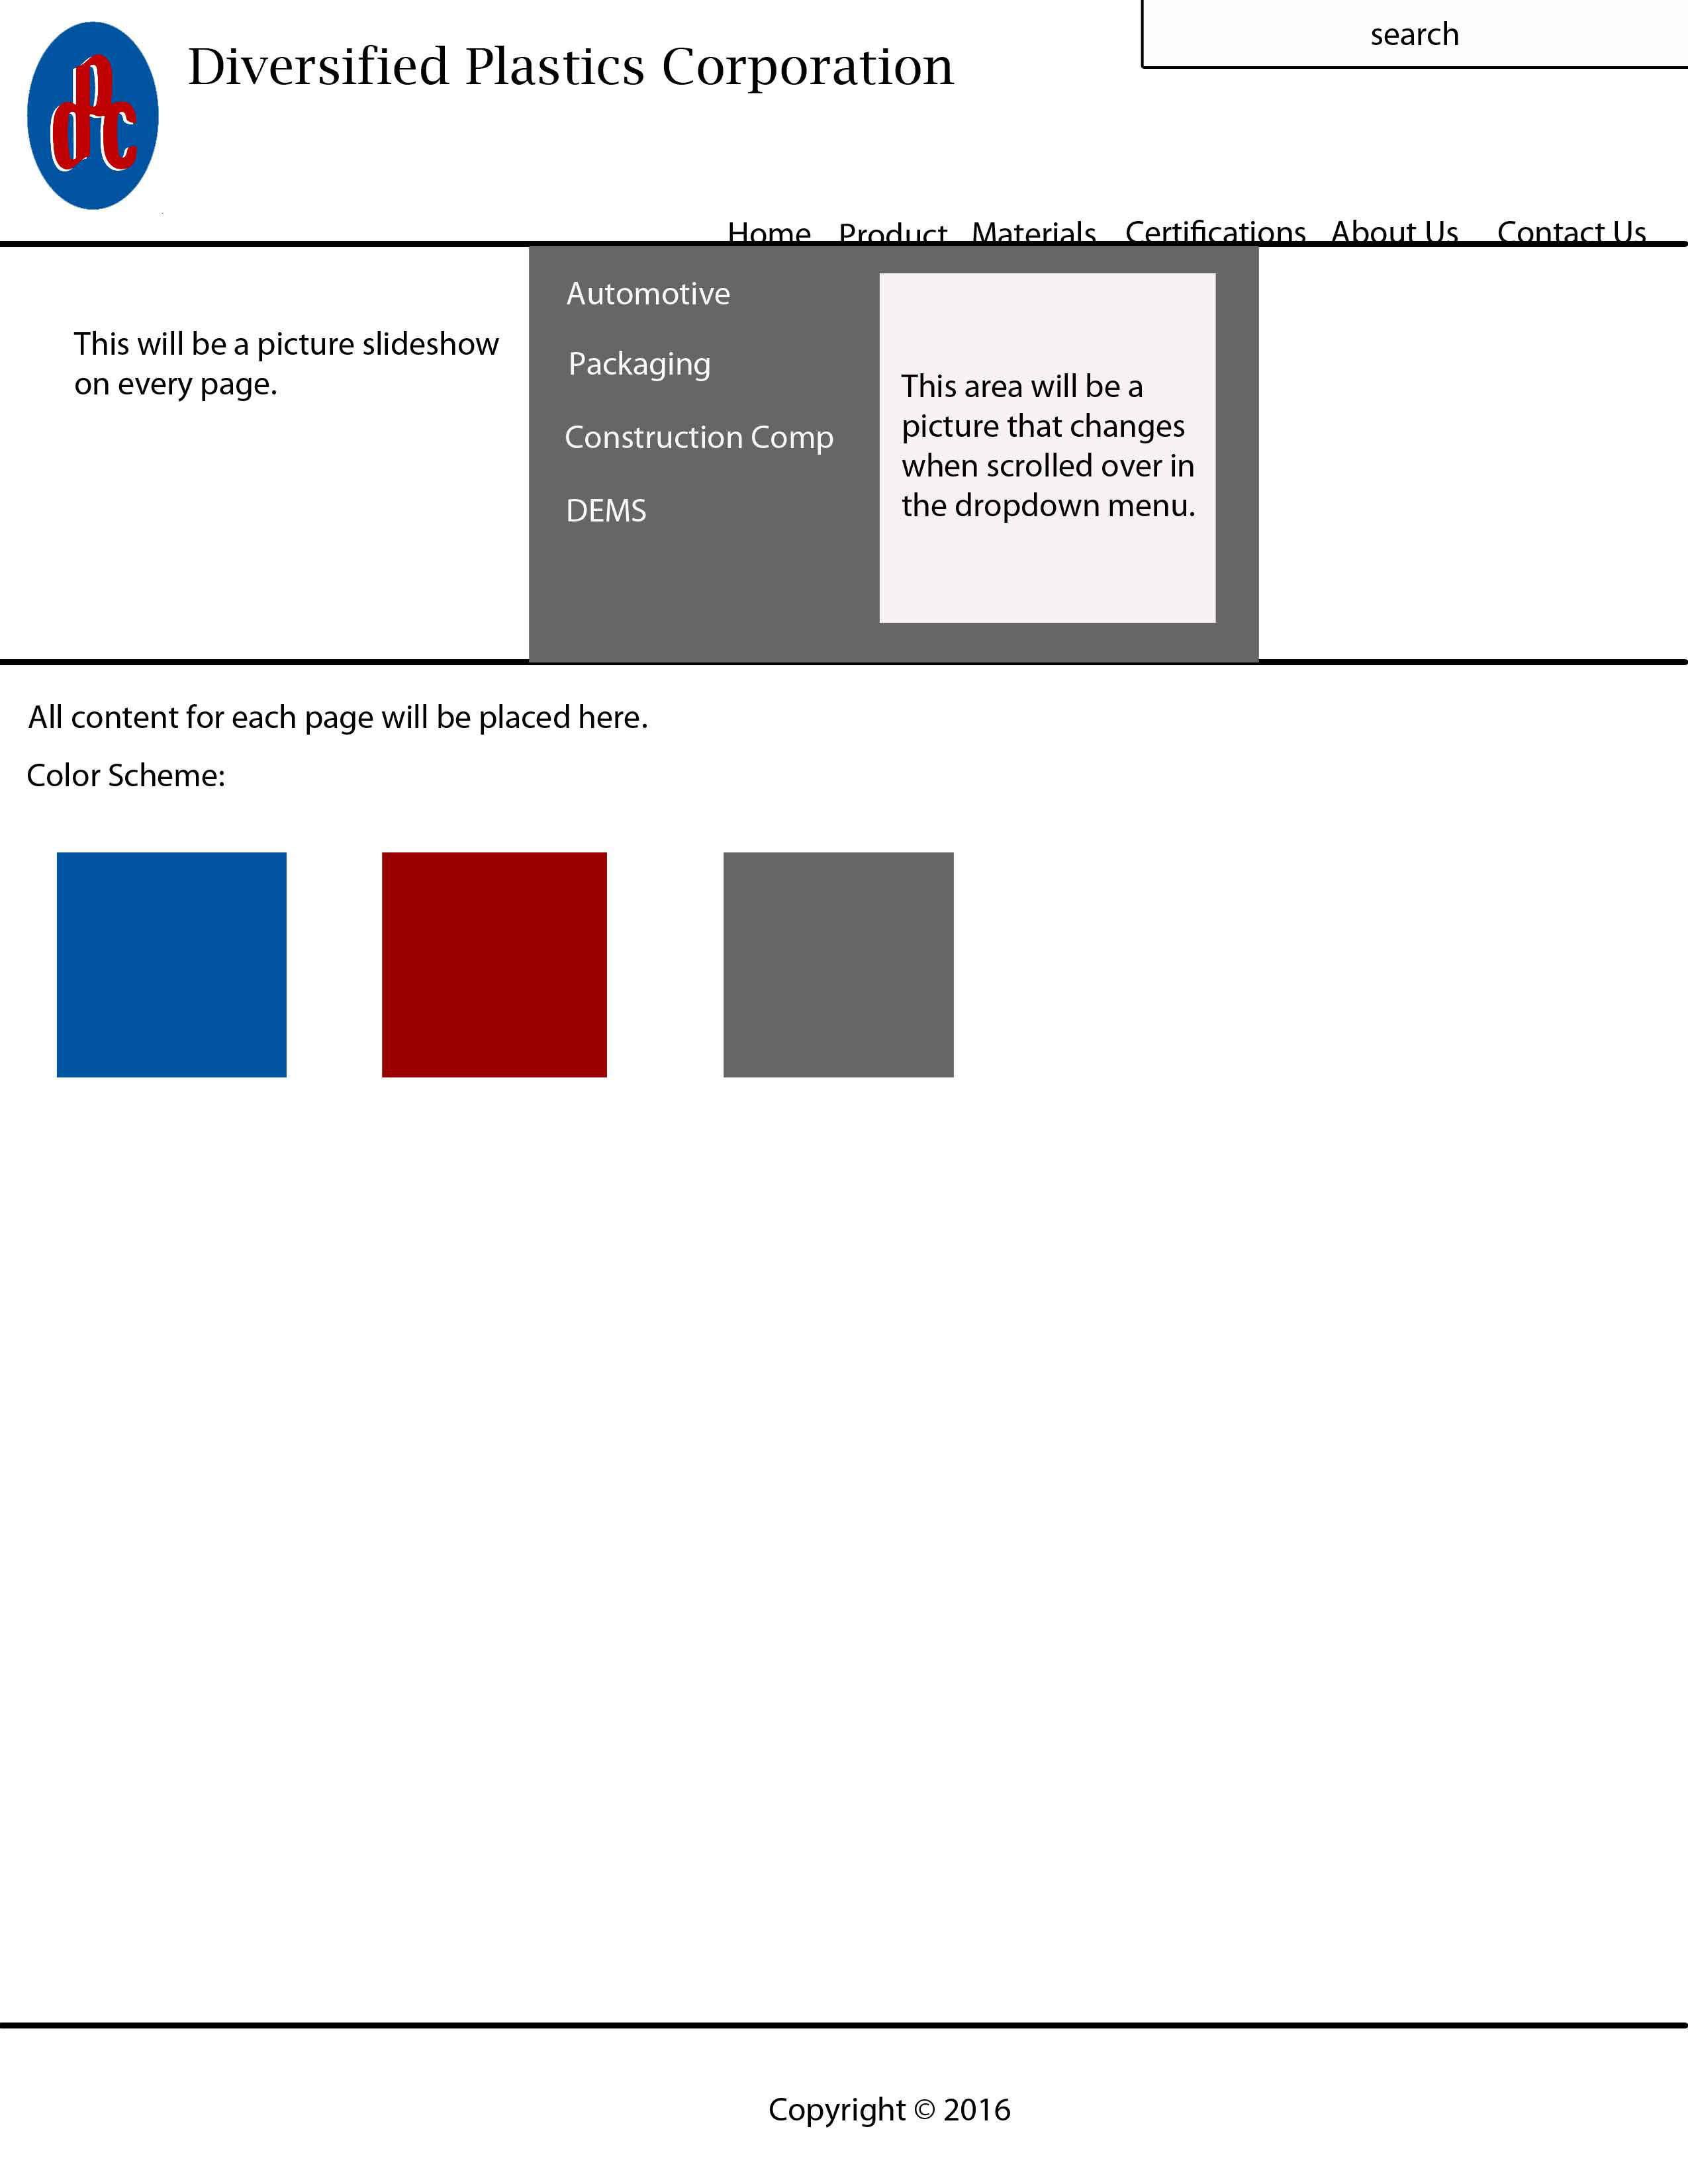 dPc
Diversified Plastics Corporation
search
Home Product Materials Certifications About Us Contact Us
This will be a picture slideshow
on every page.
Automotive
Packaging
Construction Comp
DEMS
This area will be a
picture that changes
when scrolled over in
the dropdown menu.
All content for each page will be placed here.
Color Scheme:
Copyright © 2016